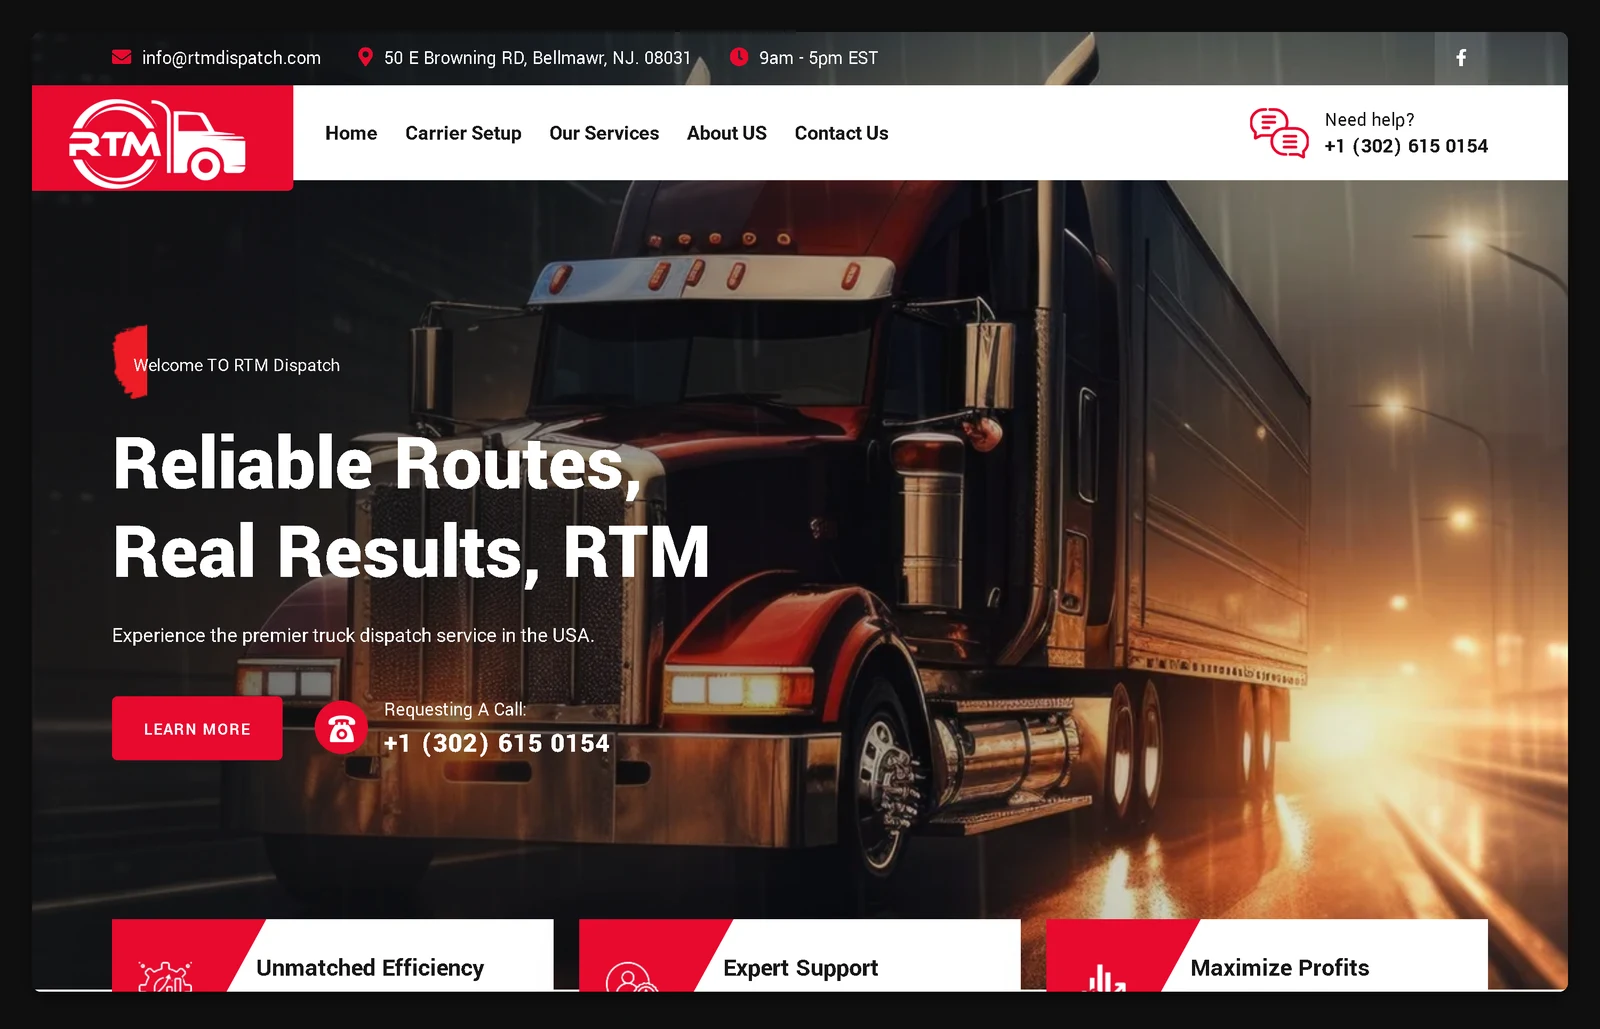 info@rtmdispatch.com
50 E Browning RD, Bellmawr, NJ. 08031
9am - 5pm EST
RTM
Home
Carrier Setup
Our Services
About US
Contact Us
Need help?
+1 (302) 615 0154
Welcome TO RTM Dispatch
Reliable Routes,
Real Results, RTM
Experience the premier truck dispatch service in the USA.
LEARN MORE
Requesting A Call:
+1 (302) 615 0154
Unmatched Efficiency
Expert Support
Maximize Profits